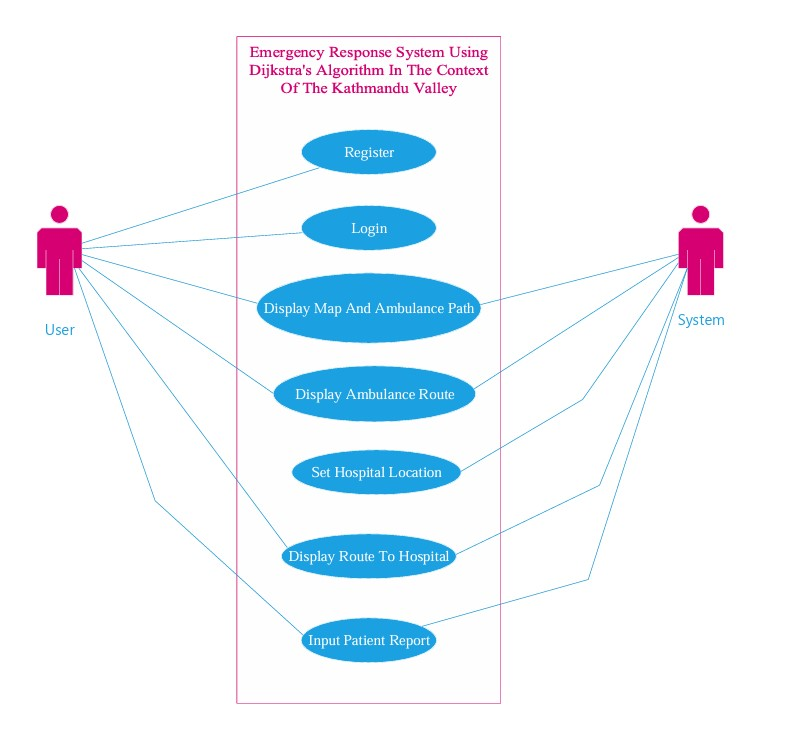 Emergency Response System Using
Dijkstra's Algorithm In The Context
Of The Kathmandu Valley
Register
Login
Display Map And Ambulance Path
User
System
Display Ambulance Route
Set Hospital Location
Display Route To Hospital
Input Patient Report